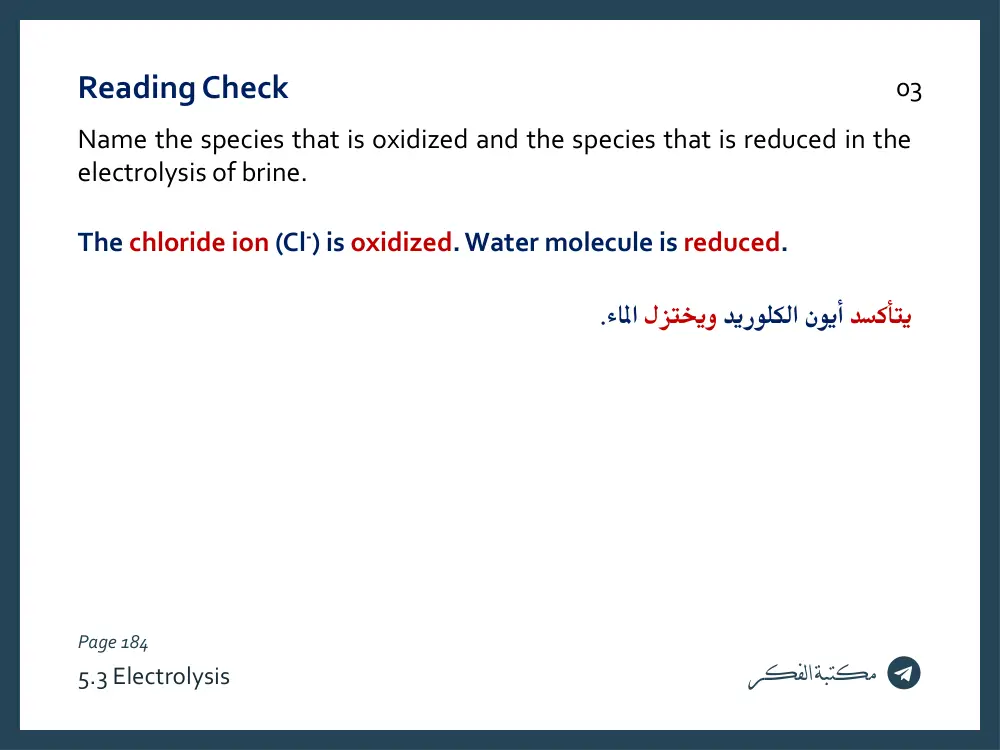 Reading Check
03
Name the species that is oxidized and the species that is reduced in the
electrolysis of brine.
The chloride ion (Cl⁻) is oxidized. Water molecule is reduced.
يتأكسد أيون الكلوريد ويختزل الماء.
Page 184
5.3 Electrolysis
مكتبة الفكر